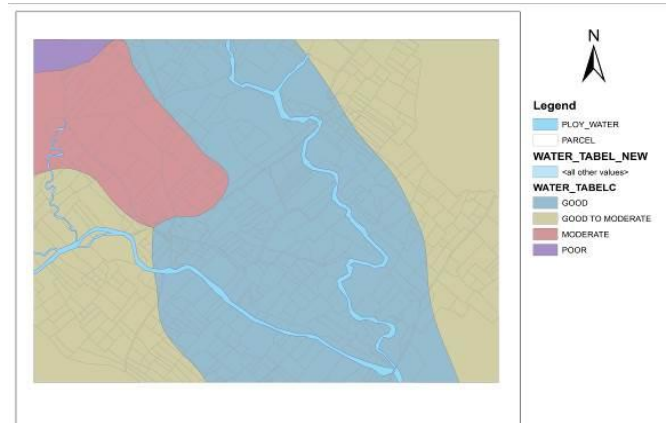 N
Legend
PLOY_WATER
PARCEL
WATER_TABEL_NEW
<all other values>
WATER_TABELC
GOOD
GOOD TO MODERATE
MODERATE
POOR